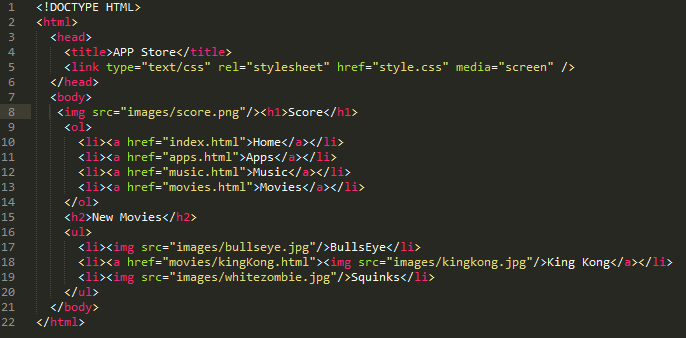 1 <!DOCTYPE HTML>
2 <html>
3   <head>
4     <title>APP Store</title>
5     <link type="text/css" rel="stylesheet" href="style.css" media="screen" />
6   </head>
7   <body>
8    <img src="images/score.png"/><h1>Score</h1>
9     <ol>
10       <li><a href="index.html">Home</a></li>
11       <li><a href="apps.html">Apps</a></li>
12       <li><a href="music.html">Music</a></li>
13       <li><a href="movies.html">Movies</a></li>
14     </ol>
15     <h2>New Movies</h2>
16     <ul>
17       <li><img src="images/bullseye.jpg"/>BullsEye</li>
18       <li><a href="movies/kingKong.html"><img src="images/kingkong.jpg"/>King Kong</a></li>
19       <li><img src="images/whitezombie.jpg"/>Squinks</li>
20     </ul>
21   </body>
22 </html>